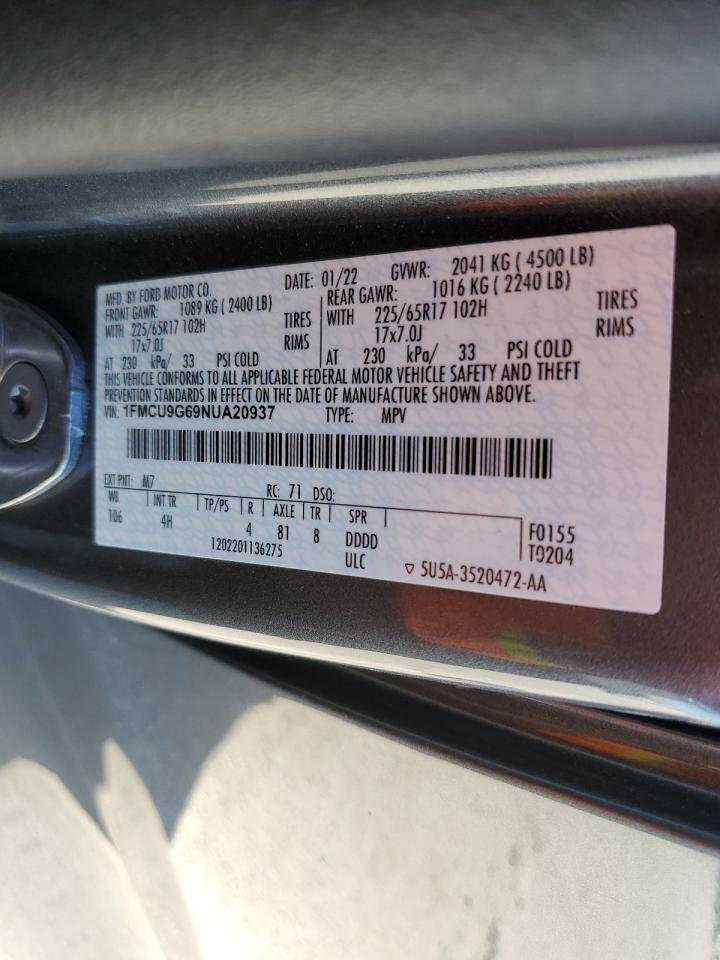 MFD. BY FORD MOTOR CO. DATE: 01/22 GVWR: 2041 KG ( 4500 LB)
FRONT GAWR: 1089 KG ( 2400 LB) REAR GAWR: 1016 KG ( 2240 LB)
WITH 225/65R17 102H TIRES WITH 225/65R17 102H TIRES
17x7.0J RIMS 17x7.0J RIMS
AT 230 kPa/ 33 PSI COLD AT 230 kPa/ 33 PSI COLD
THIS VEHICLE CONFORMS TO ALL APPLICABLE FEDERAL MOTOR VEHICLE SAFETY AND THEFT
PREVENTION STANDARDS IN EFFECT ON THE DATE OF MANUFACTURE SHOWN ABOVE.
VIN: 1FMCU9G69NUA20937 TYPE: MPV
EXT PNT: M7 RC: 71 DSO:
WB INT TR TP/PS R AXLE TR SPR
106 4H 4 81 8 DDDD F0155
1202201136275 ULC T0204
▽ 5U5A-3520472-AA